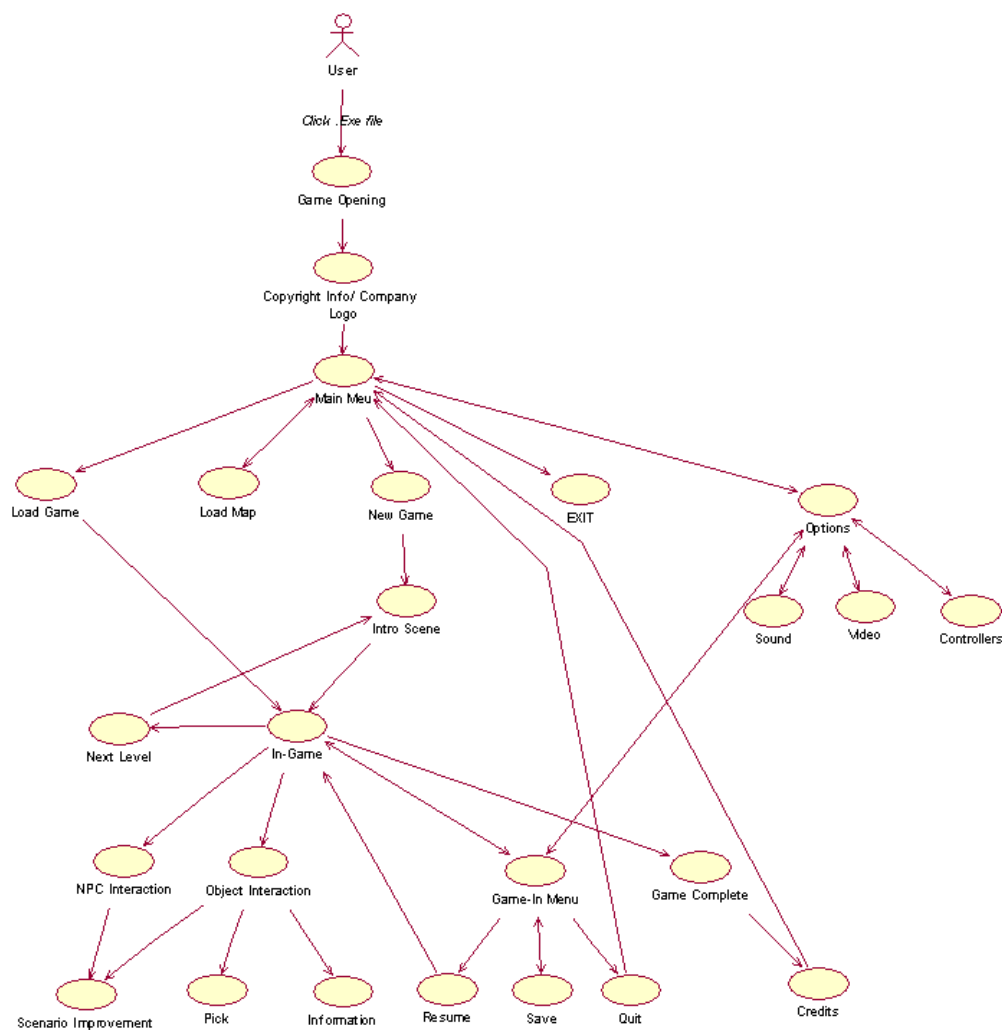 User
Click .Exe file
Game Opening
Copyright Info/ Company
Logo
Main Meu
Load Game
Load Map
New Game
EXIT
Options
Intro Scene
Sound
Video
Controllers
Next Level
In-Game
NPC Interaction
Object Interaction
Game-In Menu
Game Complete
Scenario Improvement
Pick
Information
Resume
Save
Quit
Credits